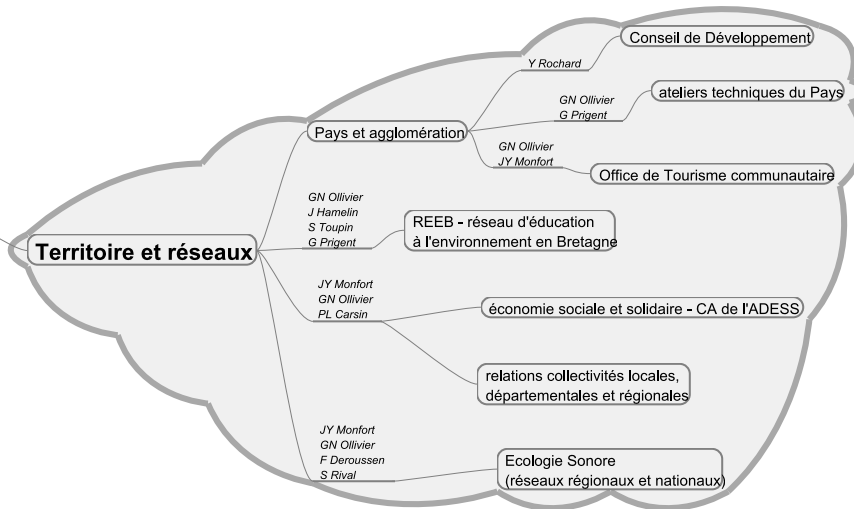 Territoire et réseaux
Pays et agglomération
Y Rochard
Conseil de Développement
GN Ollivier
G Prigent
ateliers techniques du Pays
GN Ollivier
JY Monfort
Office de Tourisme communautaire
GN Ollivier
J Hamelin
S Toupin
G Prigent
REEB - réseau d'éducation
à l'environnement en Bretagne
JY Monfort
GN Ollivier
PL Carsin
économie sociale et solidaire - CA de l'ADESS
relations collectivités locales,
départementales et régionales
JY Monfort
GN Ollivier
F Deroussen
S Rival
Ecologie Sonore
(réseaux régionaux et nationaux)